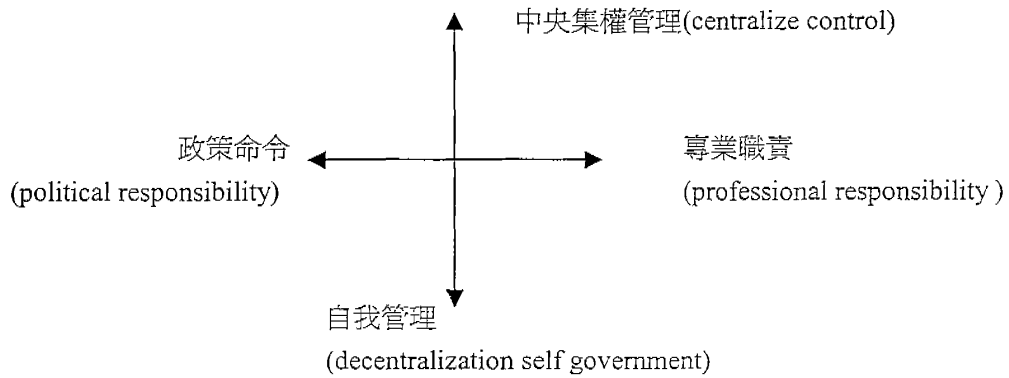 中央集權管理(centralize control)
政策命令
(political responsibility)
專業職責
(professional responsibility )
自我管理
(decentralization self government)